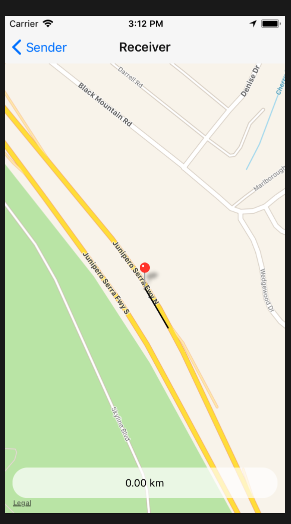 Carrier 3:12 PM
Sender Receiver
Darrell Rd
Denise Dr
Black Mountain Rd
Marlborough
Junipero Serra Fwy N
Junipero Serra Fwy S
Wedgewood Dr
Skyline Blvd
0.00 km
Legal